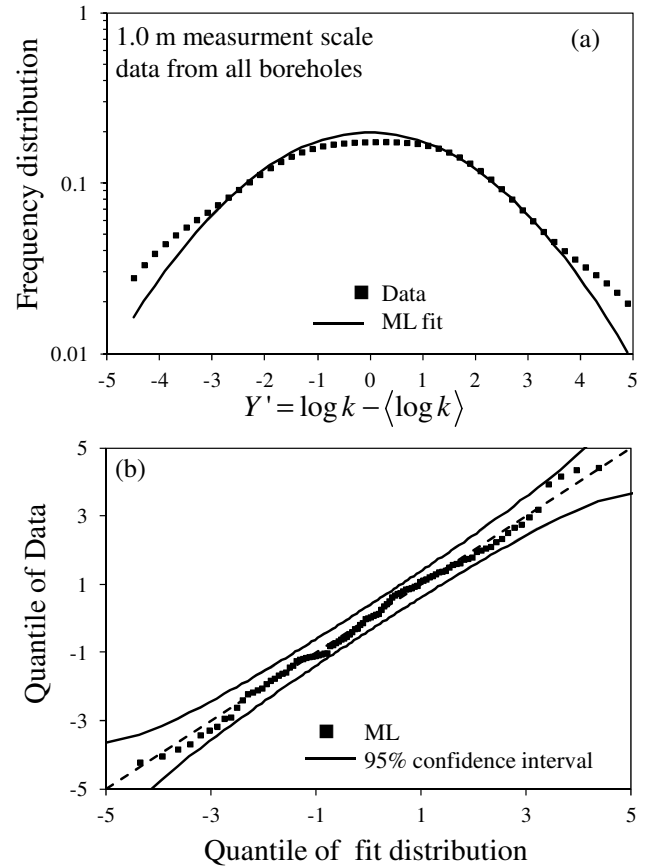 1
1.0 m measurment scale
data from all boreholes
(a)
Frequency distribution
0.1
Data
ML fit
0.01
-5 -4 -3 -2 -1 0 1 2 3 4 5
Y' = log k − ⟨log k⟩
5
(b)
3
Quantile of Data
1
-1
-3
ML
95% confidence interval
-5
-5 -3 -1 1 3 5
Quantile of fit distribution